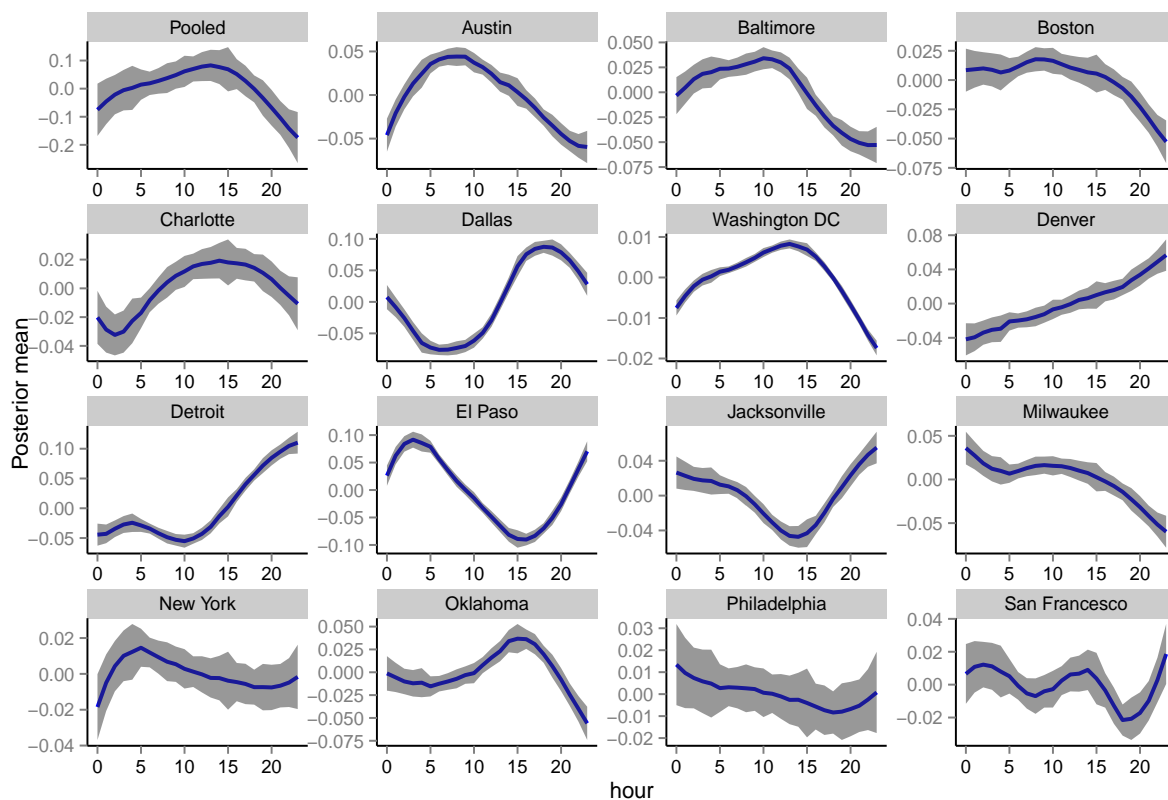 Pooled Austin Baltimore Boston
0.1 0.0 −0.1 −0.2
0.05 0.00 −0.05
0.050 0.025 0.000 −0.025 −0.050 −0.075
0.025 0.000 −0.025 −0.050 −0.075
0 5 10 15 20 0 5 10 15 20 0 5 10 15 20 0 5 10 15 20
Charlotte Dallas Washington DC Denver
0.02 0.00 −0.02 −0.04
0.10 0.05 0.00 −0.05
0.01 0.00 −0.01 −0.02
0.08 0.04 0.00 −0.04
0 5 10 15 20 0 5 10 15 20 0 5 10 15 20 0 5 10 15 20
Posterior mean
Detroit El Paso Jacksonville Milwaukee
0.10 0.05 0.00 −0.05
0.10 0.05 0.00 −0.05 −0.10
0.04 0.00 −0.04
0.05 0.00 −0.05
0 5 10 15 20 0 5 10 15 20 0 5 10 15 20 0 5 10 15 20
New York Oklahoma Philadelphia San Francesco
0.02 0.00 −0.02 −0.04
0.050 0.025 0.000 −0.025 −0.050 −0.075
0.03 0.02 0.01 0.00 −0.01 −0.02
0.04 0.02 0.00 −0.02
0 5 10 15 20 0 5 10 15 20 0 5 10 15 20 0 5 10 15 20
hour